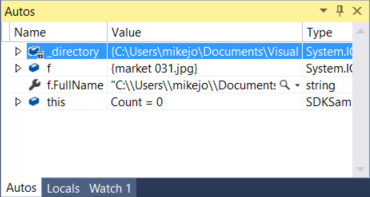 Autos
Name Value Type
_directory {C:\Users\mikejo\Documents\Visual System.IO
f {market 031.jpg} System.IO
f.FullName "C:\\Users\\mikejo\\Documents string
this Count = 0 SDKSam
Autos Locals Watch 1